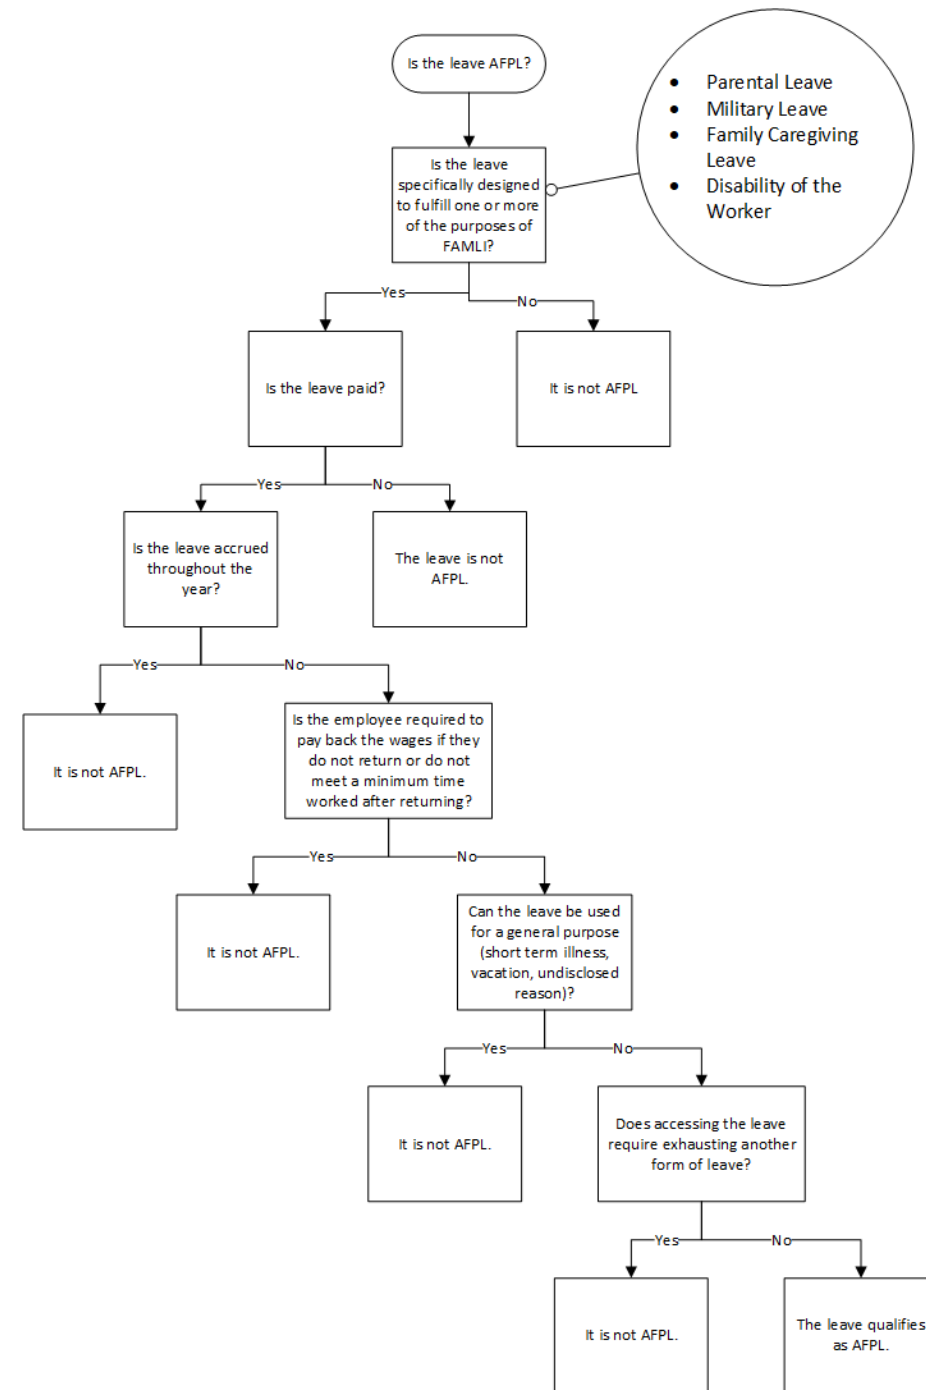 Is the leave AFPL?
• Parental Leave
• Military Leave
• Family Caregiving
Leave
• Disability of the
Worker
Is the leave
specifically designed
to fulfill one or more
of the purposes of
FAMLI?
Yes
No
Is the leave paid?
It is not AFPL
Yes
No
Is the leave accrued
throughout the
year?
The leave is not
AFPL.
Yes
No
It is not AFPL.
Is the employee required to
pay back the wages if they
do not return or do not
meet a minimum time
worked after returning?
Yes
No
It is not AFPL.
Can the leave be used
for a general purpose
(short term illness,
vacation, undisclosed
reason)?
Yes
No
It is not AFPL.
Does accessing the leave
require exhausting another
form of leave?
Yes
No
It is not AFPL.
The leave qualifies
as AFPL.